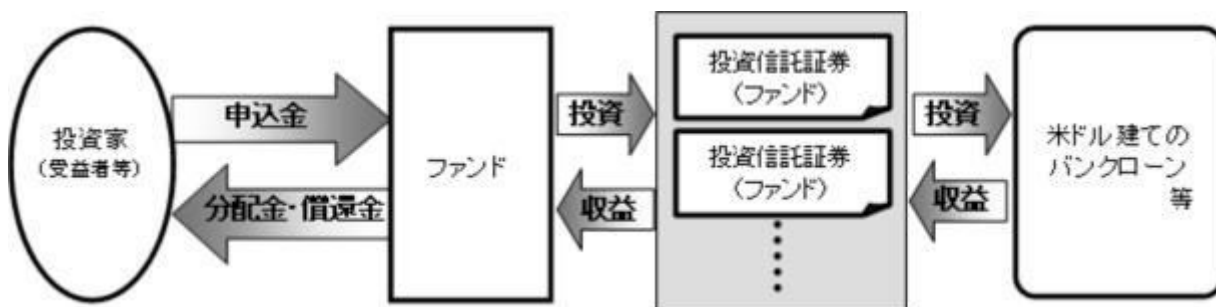 投資家
(受益者等)
申込金
分配金・償還金
ファンド
投資
収益
投資信託証券
(ファンド)
投資信託証券
(ファンド)
投資
収益
米ドル建ての
バンクローン
等